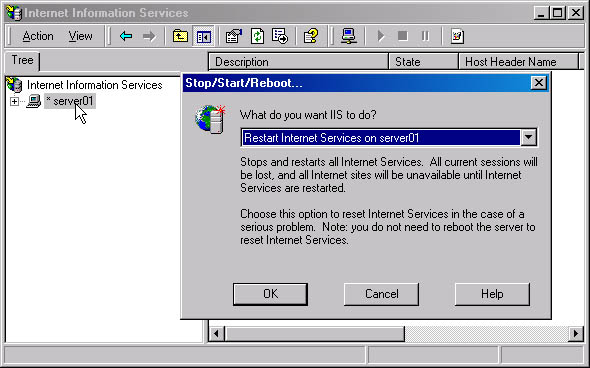 Internet Information Services
Action View
Tree
Description State Host Header Name
Internet Information Services
* server01
Stop/Start/Reboot...
What do you want IIS to do?
Restart Internet Services on server01
Stops and restarts all Internet Services. All current sessions will
be lost, and all Internet sites will be unavailable until Internet
Services are restarted.
Choose this option to reset Internet Services in the case of a
serious problem. Note: you do not need to reboot the server to
reset Internet Services.
OK Cancel Help